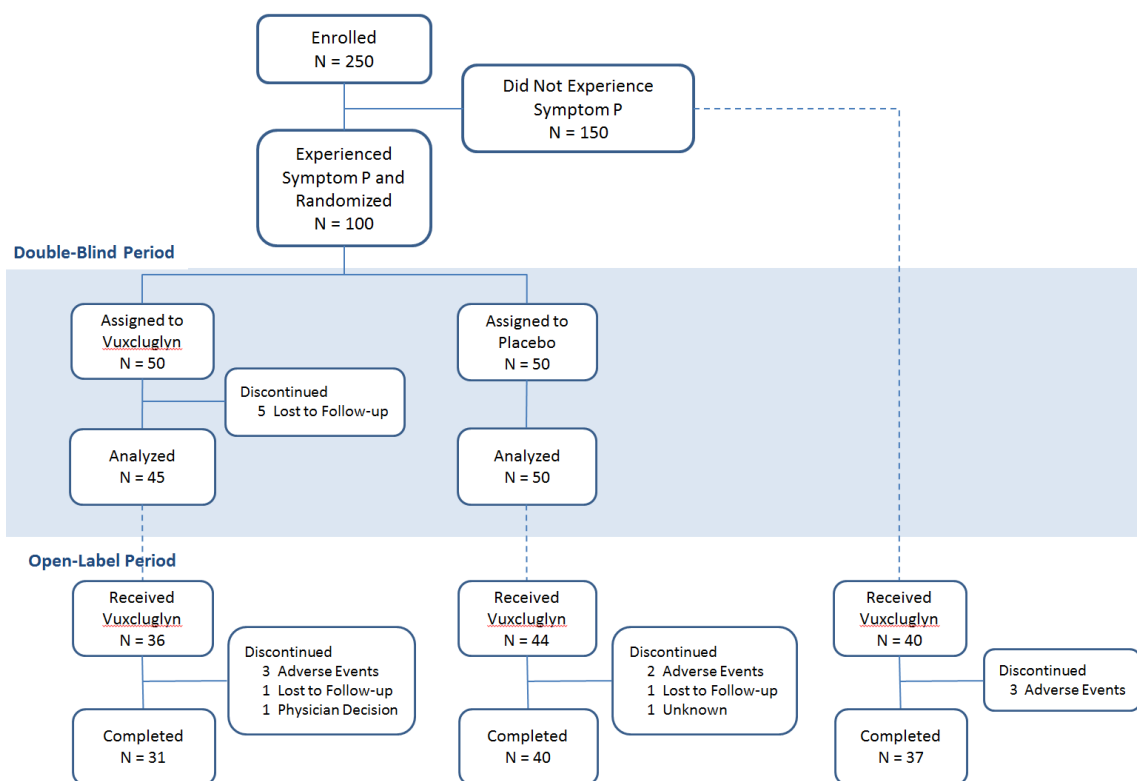 Enrolled
N = 250
Did Not Experience
Symptom P
N = 150
Experienced
Symptom P and
Randomized
N = 100
Double-Blind Period
Assigned to
Vuxcluglyn
N = 50
Assigned to
Placebo
N = 50
Discontinued
5 Lost to Follow-up
Analyzed
N = 45
Analyzed
N = 50
Open-Label Period
Received
Vuxcluglyn
N = 36
Received
Vuxcluglyn
N = 44
Received
Vuxcluglyn
N = 40
Discontinued
3 Adverse Events
1 Lost to Follow-up
1 Physician Decision
Discontinued
2 Adverse Events
1 Lost to Follow-up
1 Unknown
Discontinued
3 Adverse Events
Completed
N = 31
Completed
N = 40
Completed
N = 37